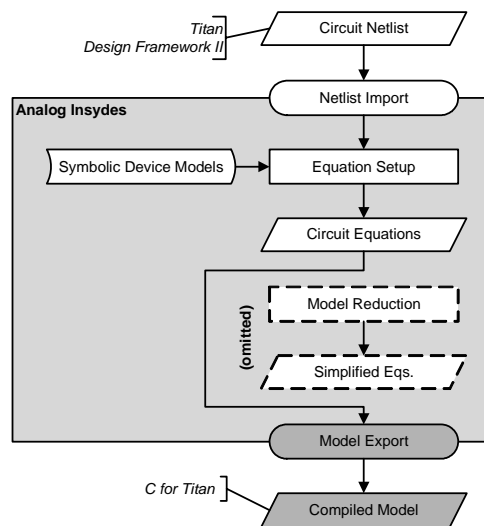 Titan
Design Framework II
Circuit Netlist
Netlist Import
Analog Insydes
Symbolic Device Models
Equation Setup
Circuit Equations
(omitted)
Model Reduction
Simplified Eqs.
Model Export
C for Titan
Compiled Model